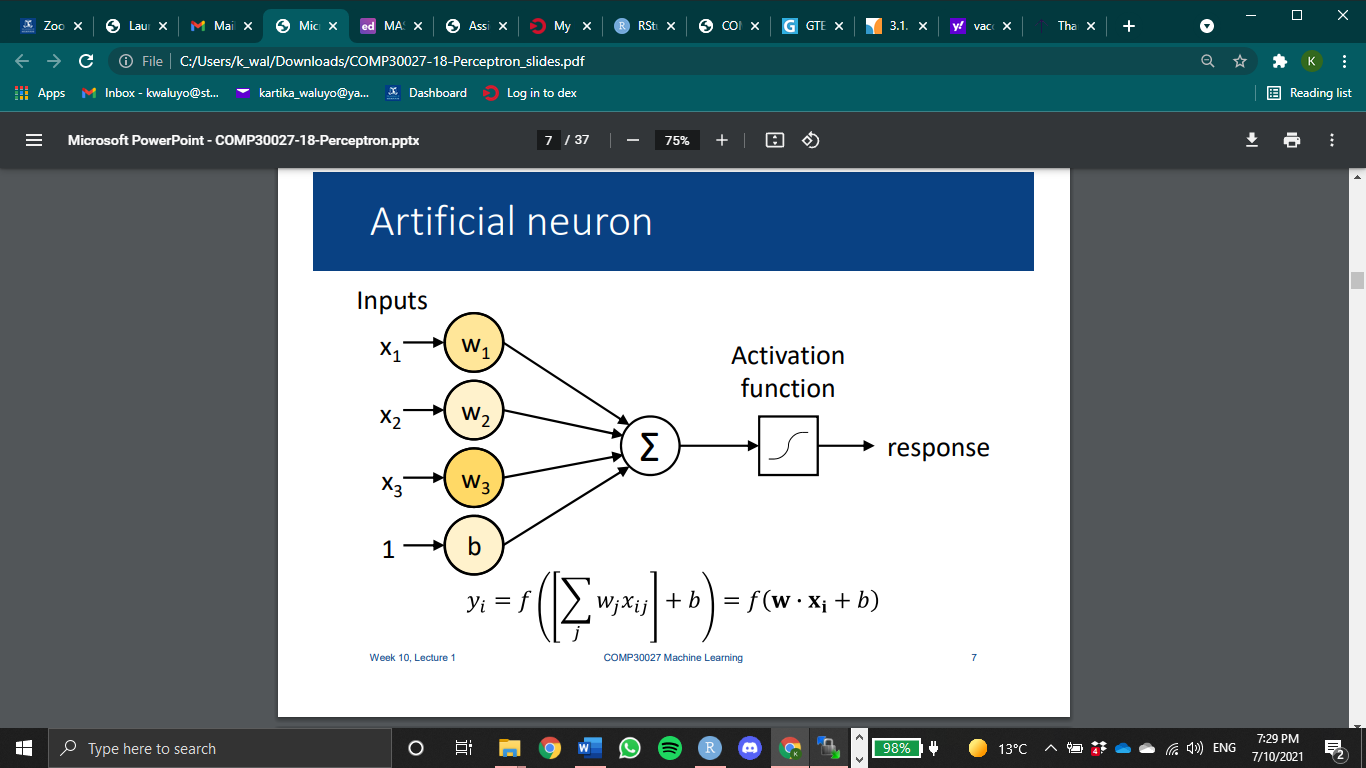 Zoo
Lau
Mai
Mic
ed MA
Assi
My
R RSt
COM
G GTE
3.1.
y! vac
Tha
File C:/Users/k_wal/Downloads/COMP30027-18-Perceptron_slides.pdf
K
Apps Inbox - kwaluyo@st... kartika_waluyo@ya... Dashboard Log in to dex Reading list
Microsoft PowerPoint - COMP30027-18-Perceptron.pptx 7 / 37 75%
Artificial neuron
Inputs
x₁ w₁
x₂ w₂
x₃ w₃
1 b
Σ
Activation
function
response
yᵢ = f([∑ⱼ wⱼxᵢⱼ] + b) = f(𝐰 · 𝐱ᵢ + b)
Week 10, Lecture 1 COMP30027 Machine Learning 7
Type here to search
W
R
98%
13°C
4
ENG
7:29 PM
7/10/2021
2